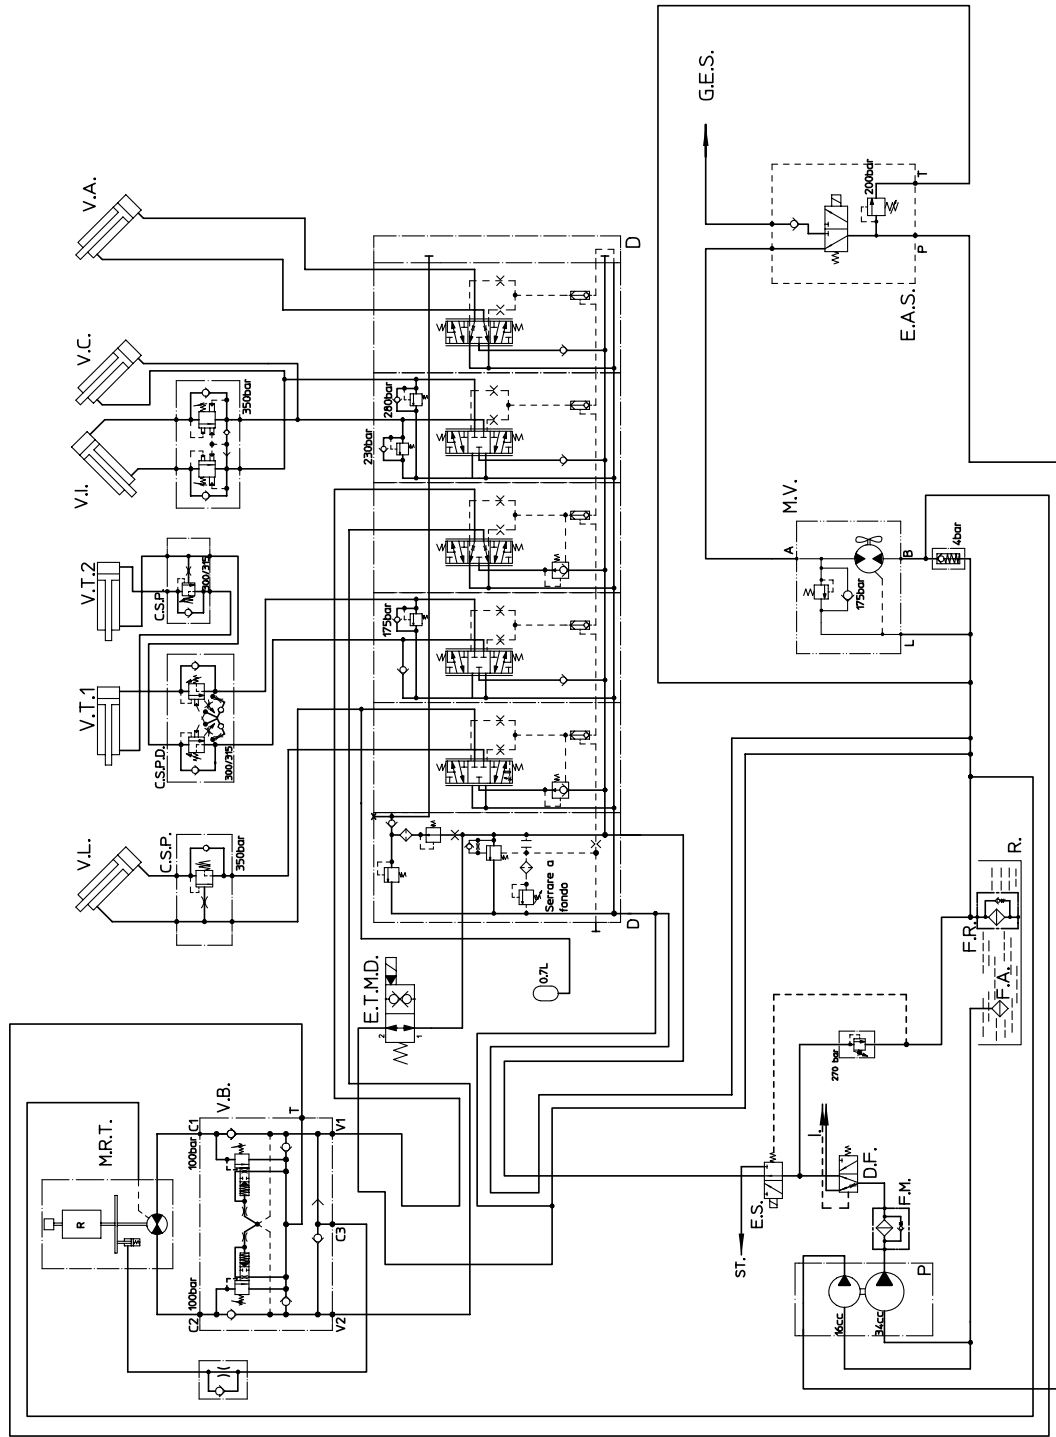 V.A.
V.C.
V.I.
350bar
V.T.2
C.S.P.
300/315
V.T.1
C.S.P.D.
300/315
V.L.
C.S.P.
350bar
G.E.S.
200bar
T
P
E.A.S.
D
280bar
230bar
175bar
Serrare a
fondo
D
E.T.M.D.
2
1
0.7L
M.V.
A
B
L
175bar
4bar
M.R.T.
R
V.B.
T
C1
100bar
V1
C3
C2
100bar
V2
270 bar
R.
F.R.
F.A.
I.
D.F.
E.S.
ST.
F.M.
P
16cc
34cc